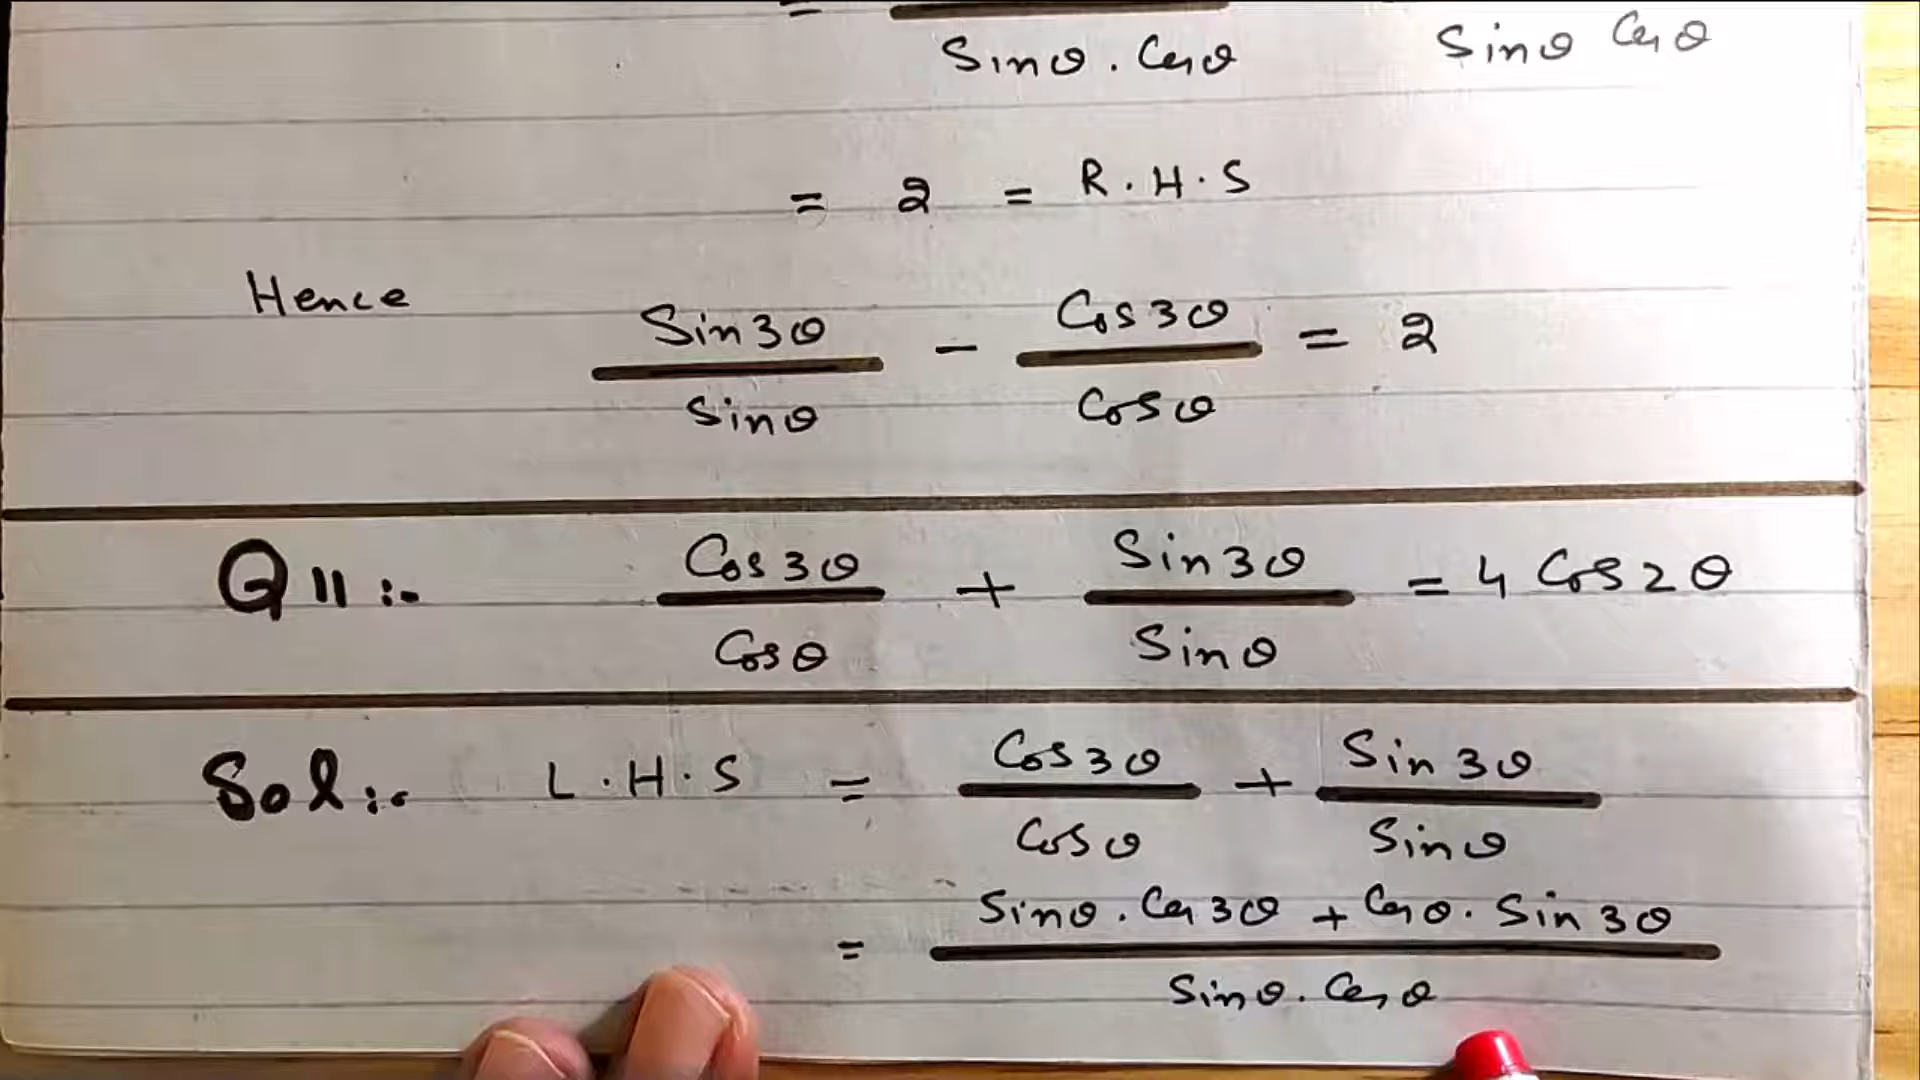 =
Sinθ . Cosθ Sinθ Cosθ
= 2 = R.H.S
Hence Sin3θ/Sinθ - Cos3θ/Cosθ = 2
Q11:- Cos3θ/Cosθ + Sin3θ/Sinθ = 4 Cos2θ
Sol:- L.H.S = Cos3θ/Cosθ + Sin3θ/Sinθ
= Sinθ . Cos3θ + Cosθ . Sin3θ / Sinθ . Cosθ